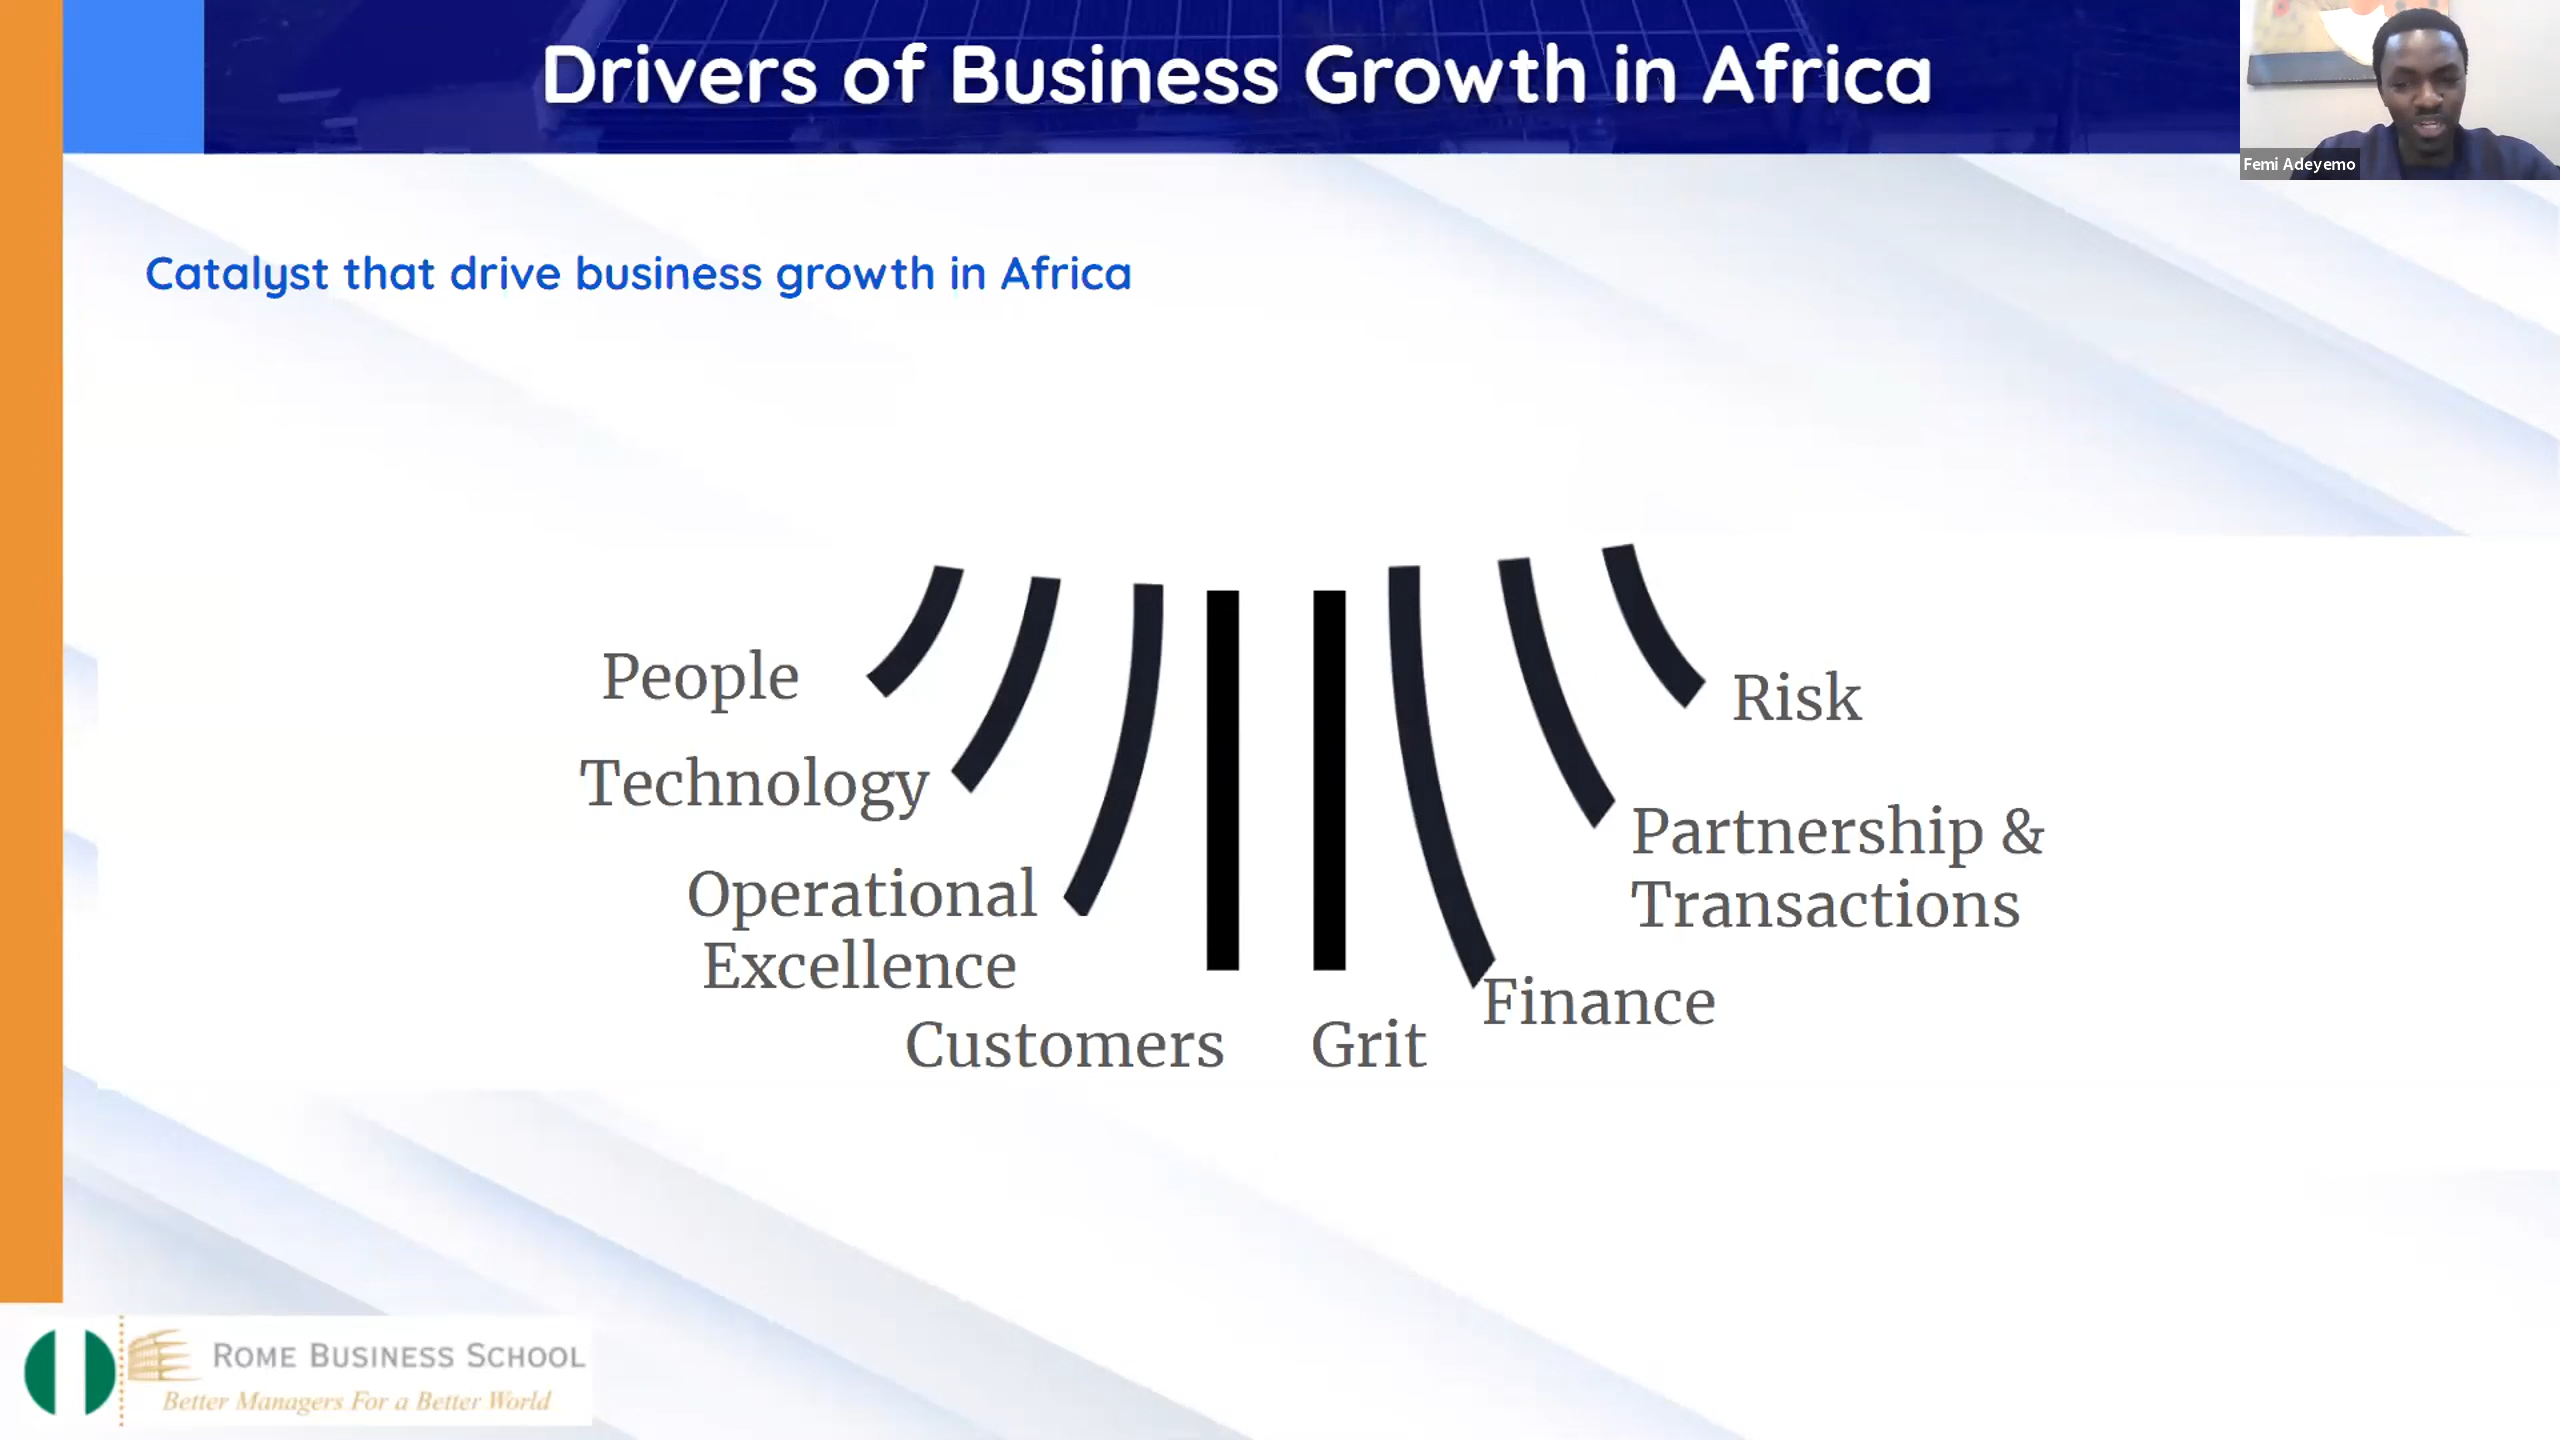 Drivers of Business Growth in Africa
Femi Adeyemo
Catalyst that drive business growth in Africa
People
Technology
Operational
Excellence
Customers
Grit
Finance
Partnership &
Transactions
Risk
ROME BUSINESS SCHOOL
Better Managers For a Better World